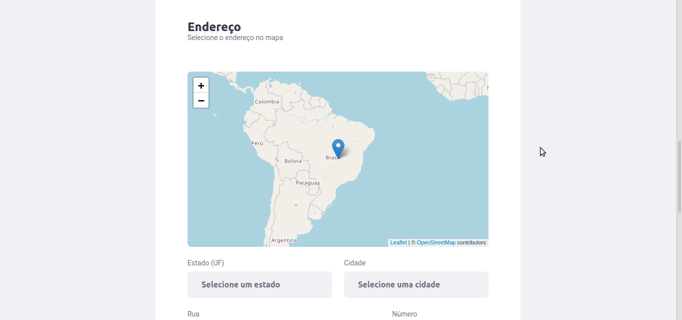 Endereço
Selecione o endereço no mapa
+
−
Colombia
Perú
Bolivia
Paraguay
Argentina
Leaflet | © OpenStreetMap contributors
Estado (UF)
Cidade
Selecione um estado
Selecione uma cidade
Rua
Número